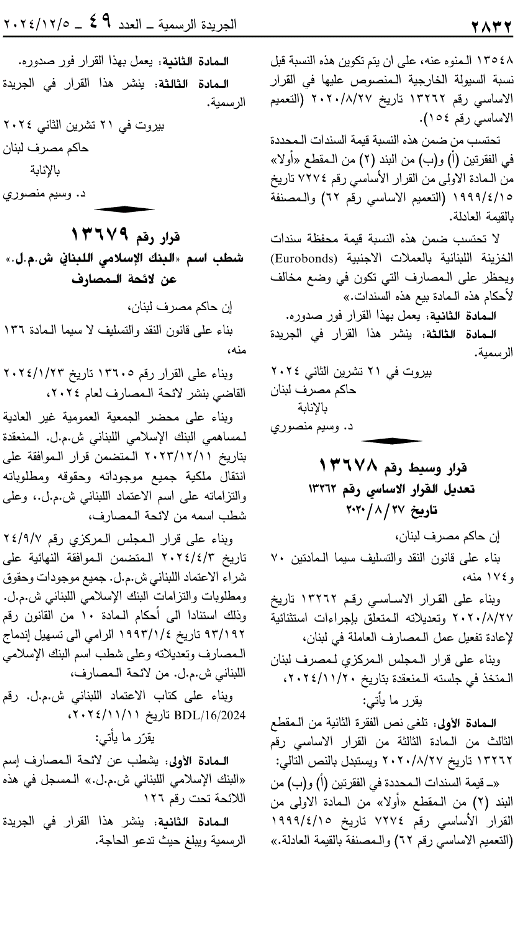 ٢٨٣٢
الجريدة الرسمية ــ العدد ٤٩ ــ ٢٠٢٤/١٢/٥
١٣٥٤٨ المنوه عنه، على ان يتم تكوين هذه النسبة قبل
نسبة السيولة الخارجية المنصوص عليها في القرار
الاساسي رقم ١٣٢٦٢ تاريخ ٢٠٢٠/٨/٢٧ (التعميم
الاساسي رقم ١٥٤).
تحتسب من ضمن هذه النسبة قيمة السندات المحددة
في الفقرتين (أ) و(ب) من البند (٢) من المقطع «أولا»
من المادة الاولى من القرار الأساسي رقم ٧٢٧٤ تاريخ
١٩٩٩/٤/١٥ (التعميم الاساسي رقم ٦٢) والمصنفة
بالقيمة العادلة.
لا تحتسب ضمن هذه النسبة قيمة محفظة سندات
الخزينة اللبنانية بالعملات الاجنبية (Eurobonds)
ويحظر على المصارف التي تكون في وضع مخالف
لأحكام هذه المادة بيع هذه السندات.»
المادة الثانية: يعمل بهذا القرار فور صدوره.
المادة الثالثة: ينشر هذا القرار في الجريدة
الرسمية.
بيروت في ٢١ تشرين الثاني ٢٠٢٤
حاكم مصرف لبنان
بالإنابة
د. وسيم منصوري
قرار وسيط رقم ١٣٦٧٨
تعديل القرار الاساسي رقم ١٣٢٦٢
تاريخ ٢٠٢٠/٨/٢٧
إن حاكم مصرف لبنان،
بناء على قانون النقد والتسليف سيما المادتين ٧٠
و١٧٤ منه،
وبناء على القرار الاساسي رقم ١٣٢٦٢ تاريخ
٢٠٢٠/٨/٢٧ وتعديلاته المتعلق بإجراءات استثنائية
لإعادة تفعيل عمل المصارف العاملة في لبنان،
وبناء على قرار المجلس المركزي لمصرف لبنان
المتخذ في جلسته المنعقدة بتاريخ ٢٠٢٤/١١/٢٠،
يقرر ما يأتي:
المادة الأولى: تلغى نص الفقرة الثانية من المقطع
الثالث من المادة الثالثة من القرار الاساسي رقم
١٣٢٦٢ تاريخ ٢٠٢٠/٨/٢٧ ويستبدل بالنص التالي:
«ــ قيمة السندات المحددة في الفقرتين (أ) و(ب) من
البند (٢) من المقطع «أولا» من المادة الاولى من
القرار الأساسي رقم ٧٢٧٤ تاريخ ١٩٩٩/٤/١٥
(التعميم الاساسي رقم ٦٢) والمصنفة بالقيمة العادلة.»
المادة الثانية: يعمل بهذا القرار فور صدوره.
المادة الثالثة: ينشر هذا القرار في الجريدة
الرسمية.
بيروت في ٢١ تشرين الثاني ٢٠٢٤
حاكم مصرف لبنان
بالإنابة
د. وسيم منصوري
قرار رقم ١٣٦٧٩
شطب اسم «البنك الإسلامي اللبناني ش.م.ل.»
عن لائحة المصارف
إن حاكم مصرف لبنان،
بناء على قانون النقد والتسليف لا سيما المادة ١٣٦
منه،
وبناء على القرار رقم ١٣٦٠٥ تاريخ ٢٠٢٤/١/٢٣
القاضي بنشر لائحة المصارف لعام ٢٠٢٤،
وبناء على محضر الجمعية العمومية غير العادية
لمساهمي البنك الإسلامي اللبناني ش.م.ل. المنعقدة
بتاريخ ٢٠٢٣/١٢/١١ المتضمن قرار الموافقة على
انتقال ملكية جميع موجوداته وحقوقه ومطلوباته
والتزاماته على اسم الاعتماد اللبناني ش.م.ل.، وعلى
شطب اسمه من لائحة المصارف،
وبناء على قرار المجلس المركزي رقم ٢٤/٩/٧
تاريخ ٢٠٢٤/٤/٣ المتضمن الموافقة النهائية على
شراء الاعتماد اللبناني ش.م.ل. جميع موجودات وحقوق
ومطلوبات والتزامات البنك الإسلامي اللبناني ش.م.ل.
وذلك استنادا الى أحكام المادة ١٠ من القانون رقم
٩٣/١٩٢ تاريخ ١٩٩٣/١/٤ الرامي الى تسهيل إندماج
المصارف وتعديلاته وعلى شطب اسم البنك الإسلامي
اللبناني ش.م.ل. من لائحة المصارف،
وبناء على كتاب الاعتماد اللبناني ش.م.ل. رقم
BDL/16/2024 تاريخ ٢٠٢٤/١١/١١،
يقرّر ما يأتي:
المادة الأولى: يشطب عن لائحة المصارف إسم
«البنك الإسلامي اللبناني ش.م.ل.» المسجل في هذه
اللائحة تحت رقم ١٢٦
المادة الثانية: ينشر هذا القرار في الجريدة
الرسمية ويبلغ حيث تدعو الحاجة.